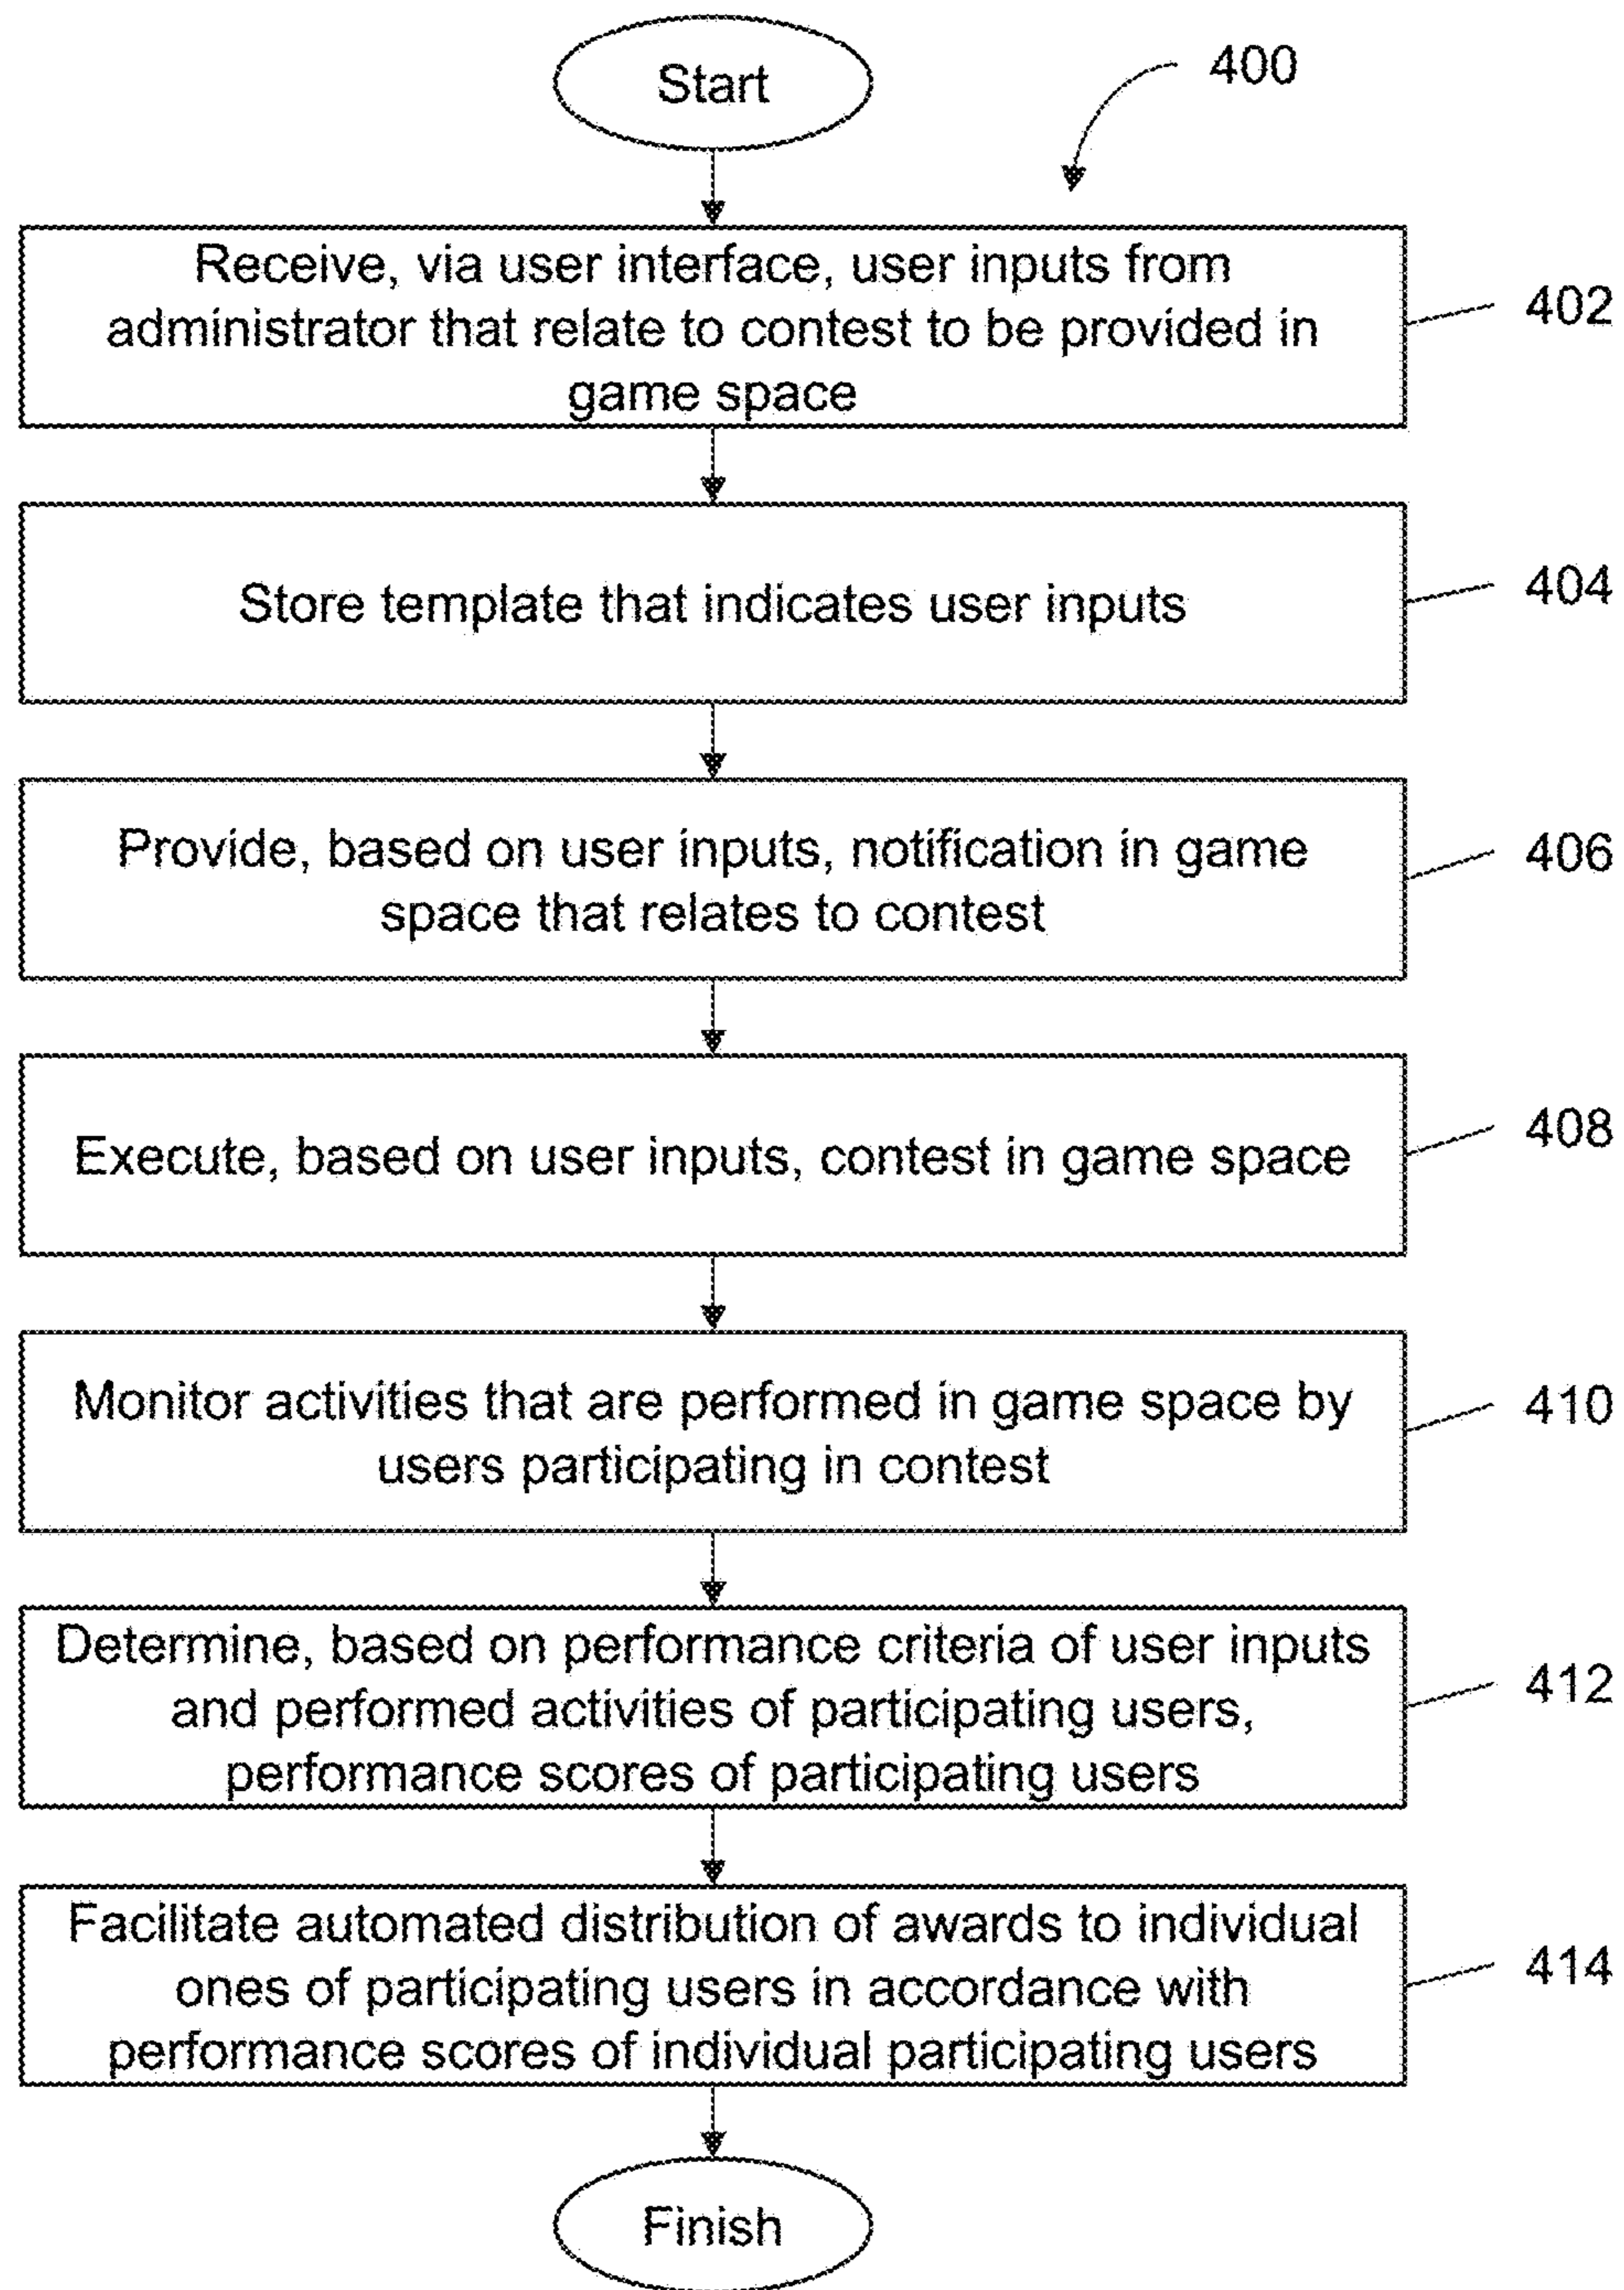 Start
400
Receive, via user interface, user inputs from
administrator that relate to contest to be provided in
game space
402
Store template that indicates user inputs
404
Provide, based on user inputs, notification in game
space that relates to contest
406
Execute, based on user inputs, contest in game space
408
Monitor activities that are performed in game space by
users participating in contest
410
Determine, based on performance criteria of user inputs
and performed activities of participating users,
performance scores of participating users
412
Facilitate automated distribution of awards to individual
ones of participating users in accordance with
performance scores of individual participating users
414
Finish